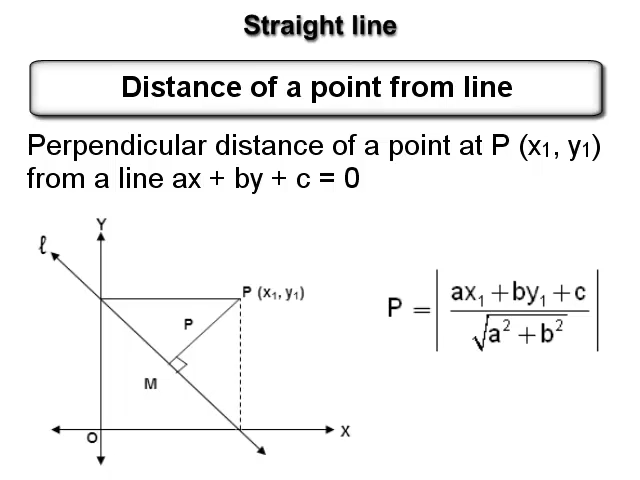 Straight line
Distance of a point from line
Perpendicular distance of a point at P (x₁, y₁)
from a line ax + by + c = 0
Y
ℓ
P (x₁, y₁)
P
M
O
X
P = | ax₁ + by₁ + c / √a² + b² |